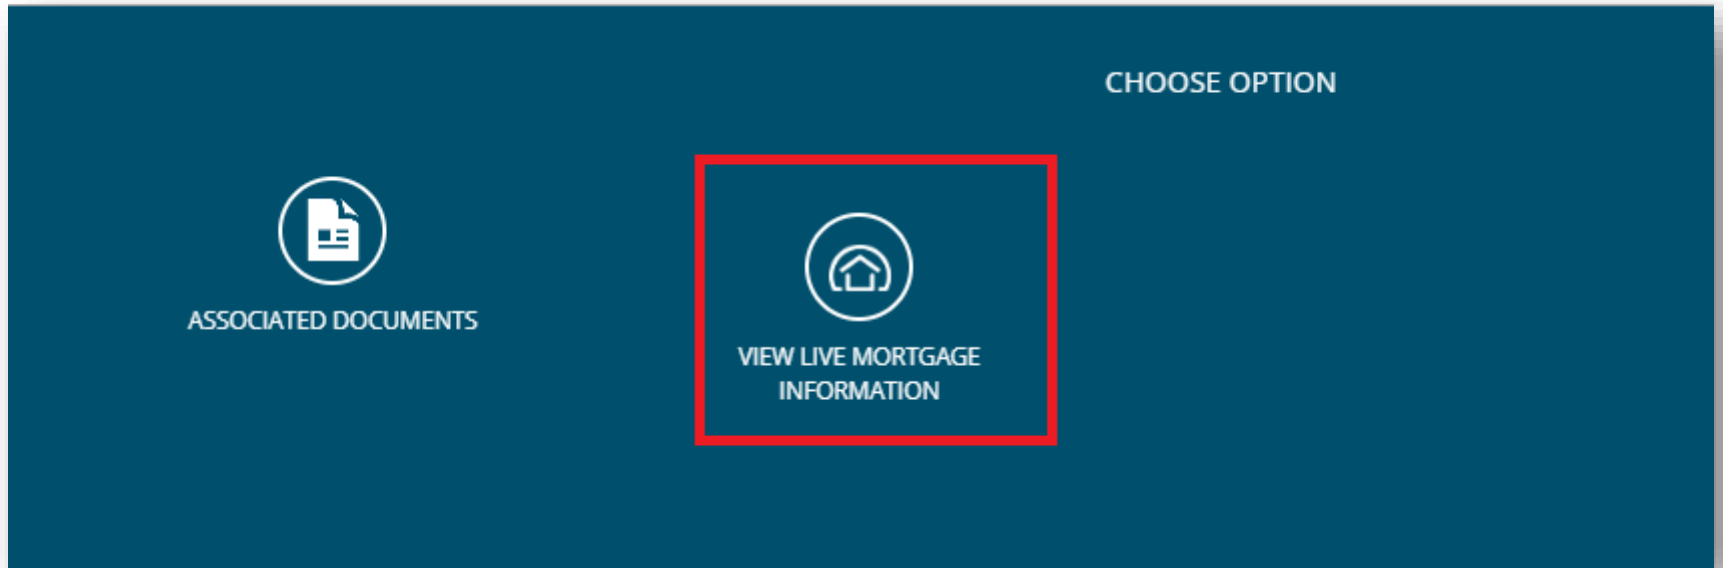 CHOOSE OPTION
ASSOCIATED DOCUMENTS
VIEW LIVE MORTGAGE
INFORMATION